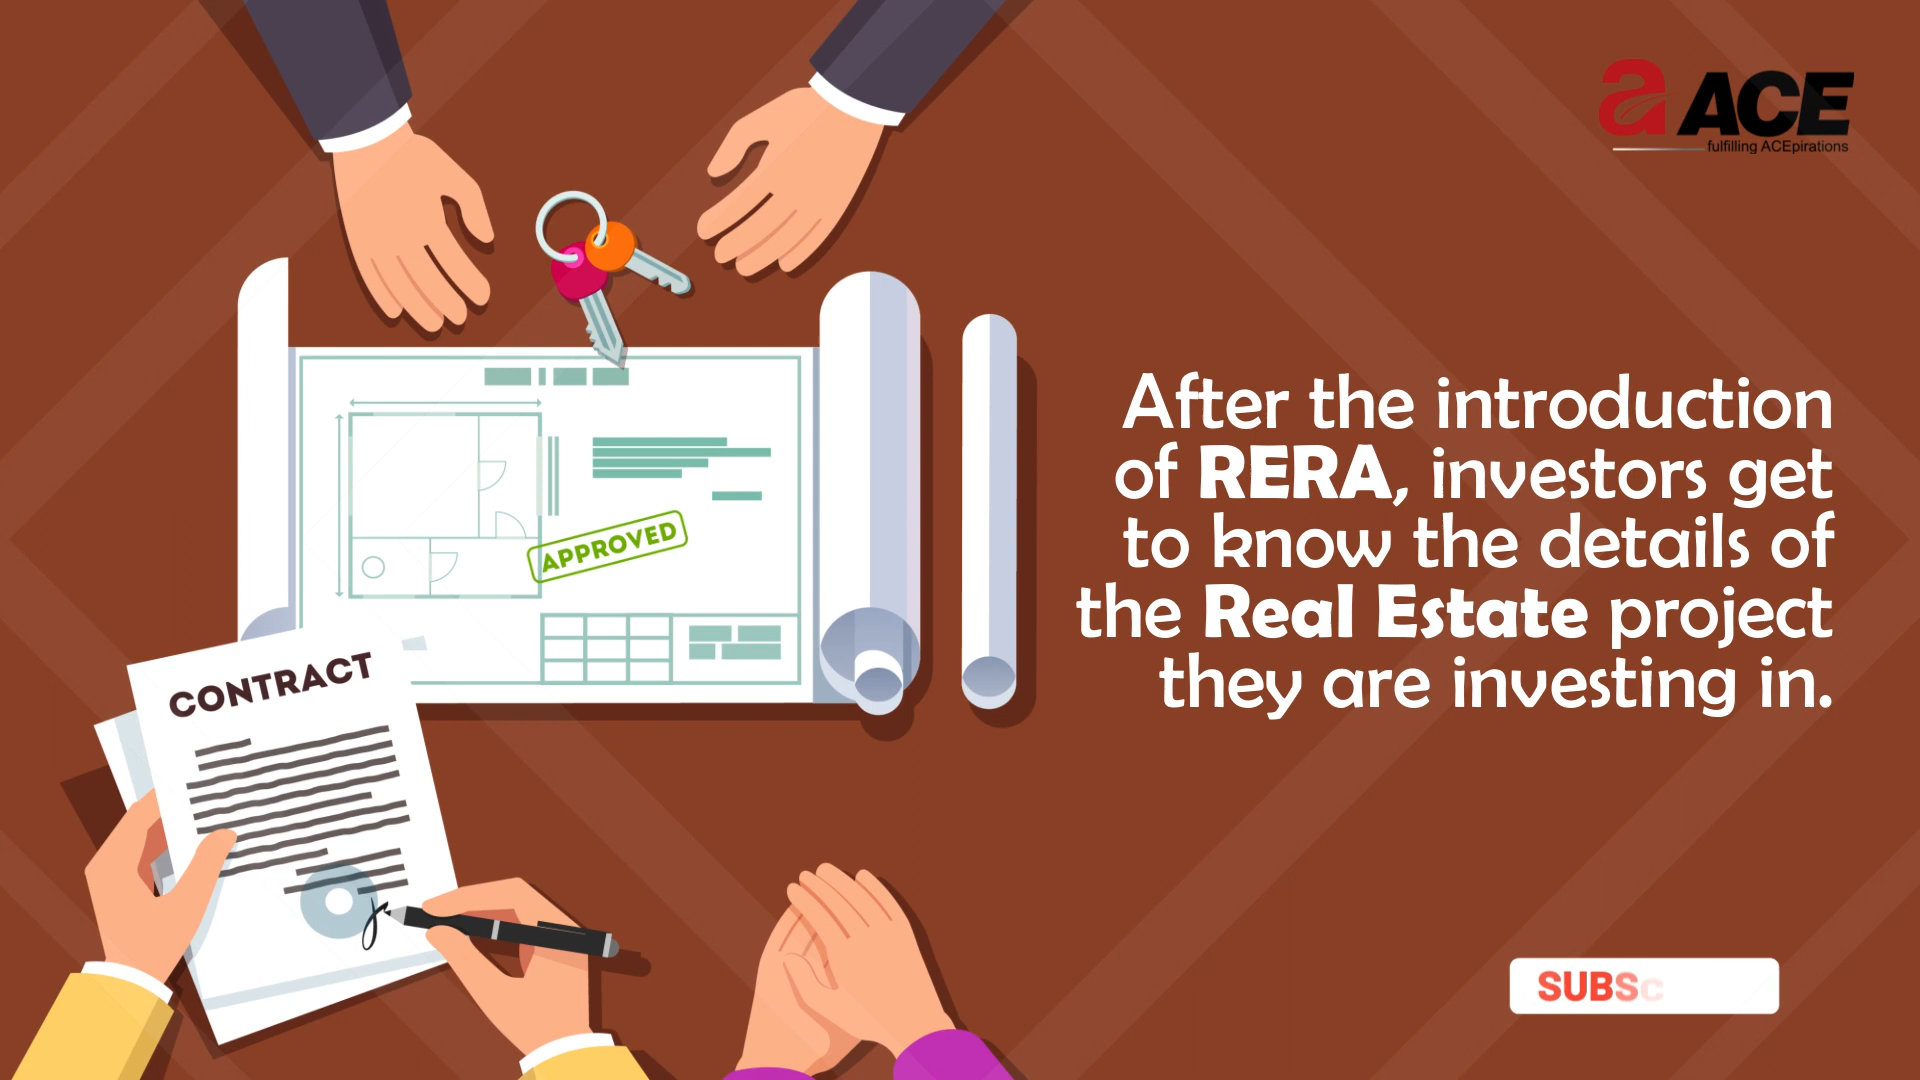 a ACE
fulfilling ACEpirations
After the introduction
of RERA, investors get
to know the details of
the Real Estate project
they are investing in.
APPROVED
CONTRACT
SUBSC